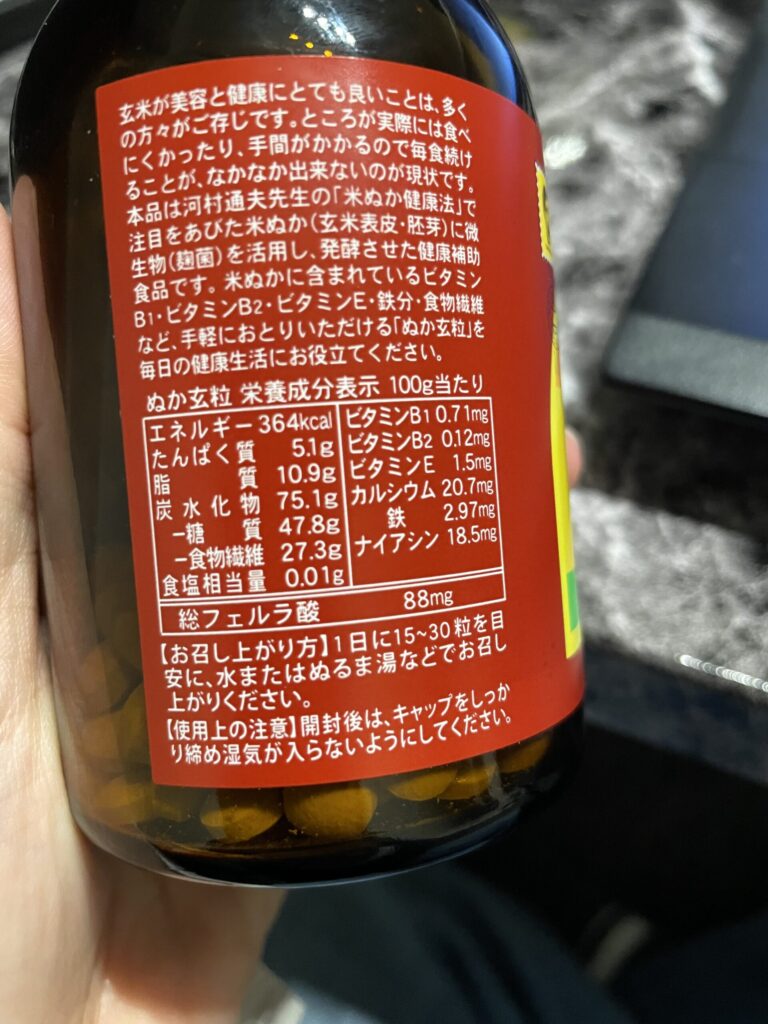 玄米が美容と健康にとても良いことは、多く
の方々がご存じです。ところが実際には食べ
にくかったり、手間がかかるので毎食続け
ることが、なかなか出来ないのが現状です。
本品は河村通夫先生の「米ぬか健康法」で
注目をあびた米ぬか(玄米表皮・胚芽)に微
生物(麹菌)を活用し、発酵させた健康補助
食品です。米ぬかに含まれているビタミン
B1・ビタミンB2・ビタミンE・鉄分・食物繊維
など、手軽におとりいただける「ぬか玄粒」を
毎日の健康生活にお役立てください。
ぬか玄粒 栄養成分表示 100g当たり
エネルギー 364kcal
たんぱく質 5.1g
脂質 10.9g
炭水化物 75.1g
−糖質 47.8g
−食物繊維 27.3g
食塩相当量 0.01g
ビタミンB1 0.71mg
ビタミンB2 0.12mg
ビタミンE 1.5mg
カルシウム 20.7mg
鉄 2.97mg
ナイアシン 18.5mg
総フェルラ酸 88mg
【お召し上がり方】1日に15~30粒を目
安に、水またはぬるま湯などでお召し
上がりください。
【使用上の注意】開封後は、キャップをしっか
り締め湿気が入らないようにしてください。